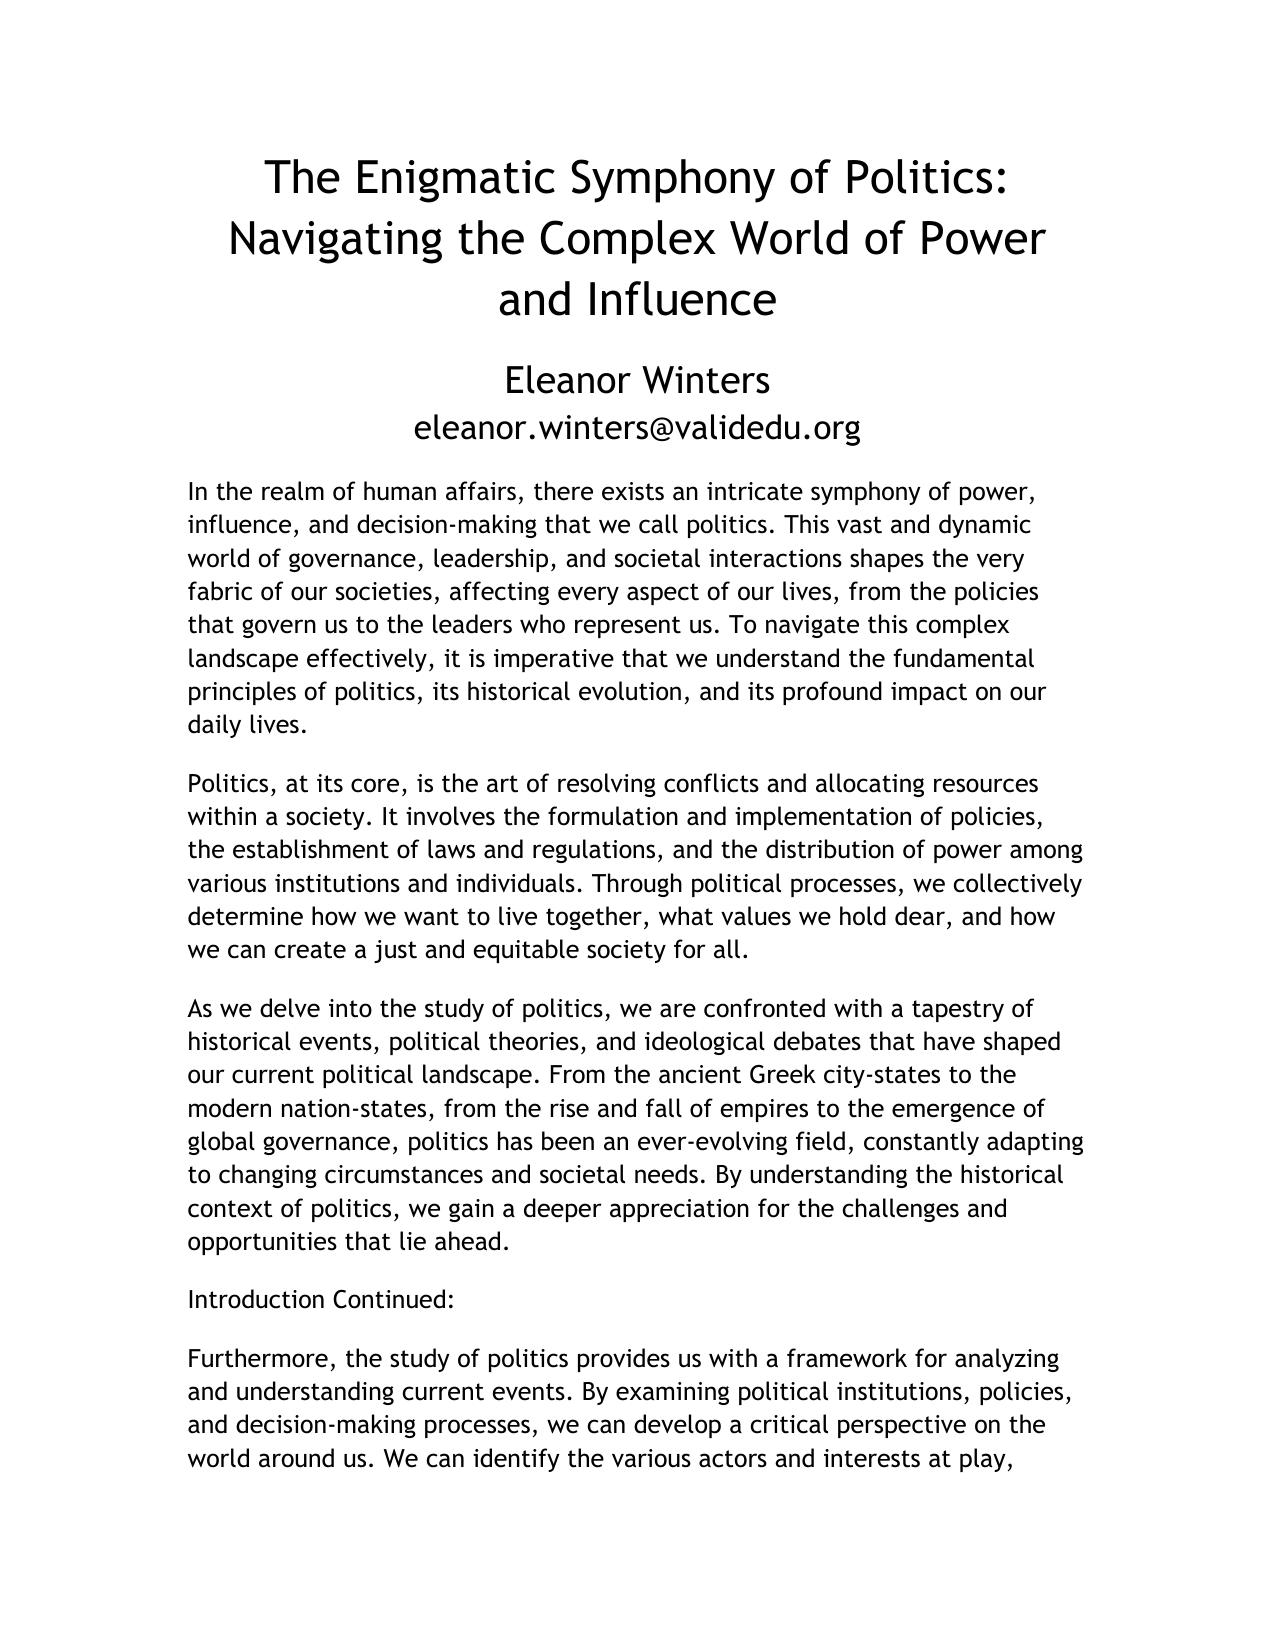 The Enigmatic Symphony of Politics:
Navigating the Complex World of Power
and Influence
Eleanor Winters
eleanor.winters@validedu.org
In the realm of human affairs, there exists an intricate symphony of power,
influence, and decision-making that we call politics. This vast and dynamic
world of governance, leadership, and societal interactions shapes the very
fabric of our societies, affecting every aspect of our lives, from the policies
that govern us to the leaders who represent us. To navigate this complex
landscape effectively, it is imperative that we understand the fundamental
principles of politics, its historical evolution, and its profound impact on our
daily lives.
Politics, at its core, is the art of resolving conflicts and allocating resources
within a society. It involves the formulation and implementation of policies,
the establishment of laws and regulations, and the distribution of power among
various institutions and individuals. Through political processes, we collectively
determine how we want to live together, what values we hold dear, and how
we can create a just and equitable society for all.
As we delve into the study of politics, we are confronted with a tapestry of
historical events, political theories, and ideological debates that have shaped
our current political landscape. From the ancient Greek city-states to the
modern nation-states, from the rise and fall of empires to the emergence of
global governance, politics has been an ever-evolving field, constantly adapting
to changing circumstances and societal needs. By understanding the historical
context of politics, we gain a deeper appreciation for the challenges and
opportunities that lie ahead.
Introduction Continued:
Furthermore, the study of politics provides us with a framework for analyzing
and understanding current events. By examining political institutions, policies,
and decision-making processes, we can develop a critical perspective on the
world around us. We can identify the various actors and interests at play,